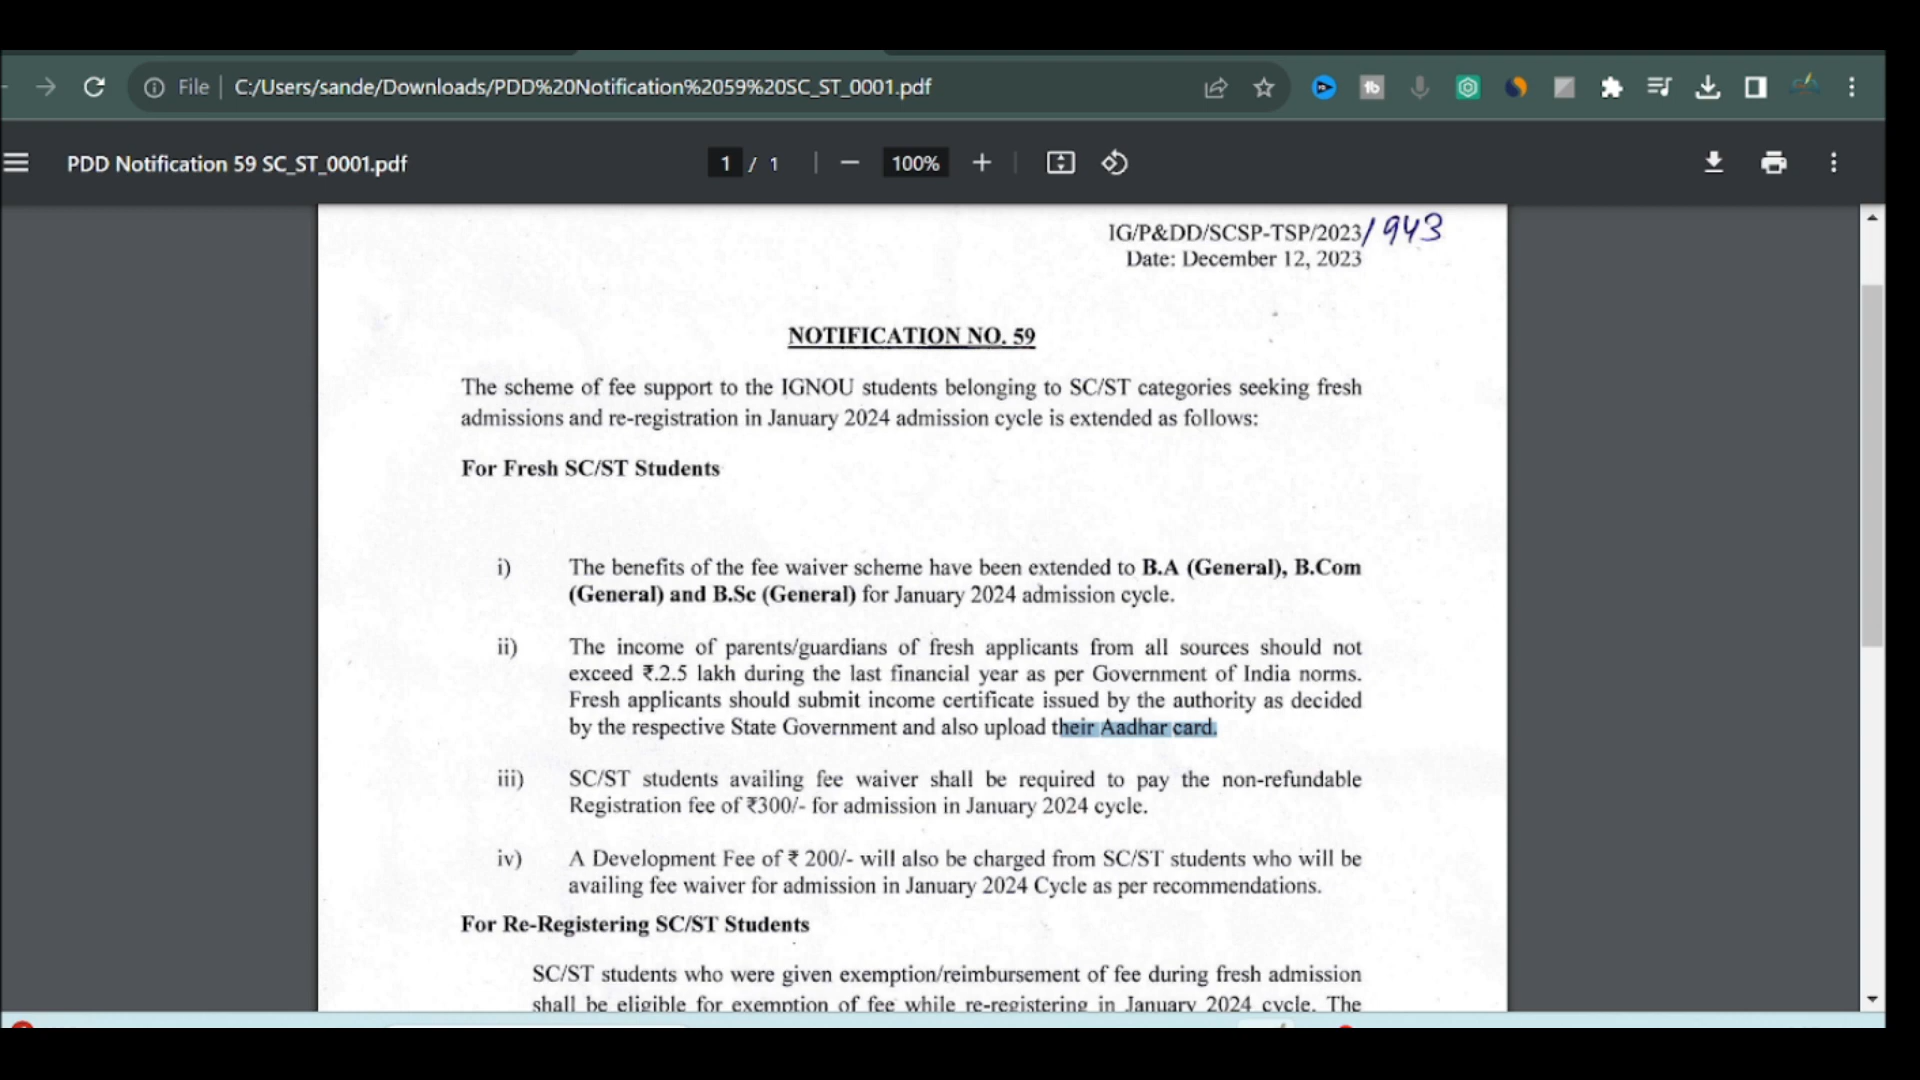 File C:/Users/sande/Downloads/PDD%20Notification%2059%20SC_ST_0001.pdf
PDD Notification 59 SC_ST_0001.pdf 1 / 1 100%
IG/P&DD/SCSP-TSP/2023/943
Date: December 12, 2023
NOTIFICATION NO. 59
The scheme of fee support to the IGNOU students belonging to SC/ST categories seeking fresh
admissions and re-registration in January 2024 admission cycle is extended as follows:
For Fresh SC/ST Students
i) The benefits of the fee waiver scheme have been extended to B.A (General), B.Com
(General) and B.Sc (General) for January 2024 admission cycle.
ii) The income of parents/guardians of fresh applicants from all sources should not
exceed ₹.2.5 lakh during the last financial year as per Government of India norms.
Fresh applicants should submit income certificate issued by the authority as decided
by the respective State Government and also upload their Aadhar card.
iii) SC/ST students availing fee waiver shall be required to pay the non-refundable
Registration fee of ₹300/- for admission in January 2024 cycle.
iv) A Development Fee of ₹ 200/- will also be charged from SC/ST students who will be
availing fee waiver for admission in January 2024 Cycle as per recommendations.
For Re-Registering SC/ST Students
SC/ST students who were given exemption/reimbursement of fee during fresh admission
shall be eligible for exemption of fee while re-registering in January 2024 cycle. The